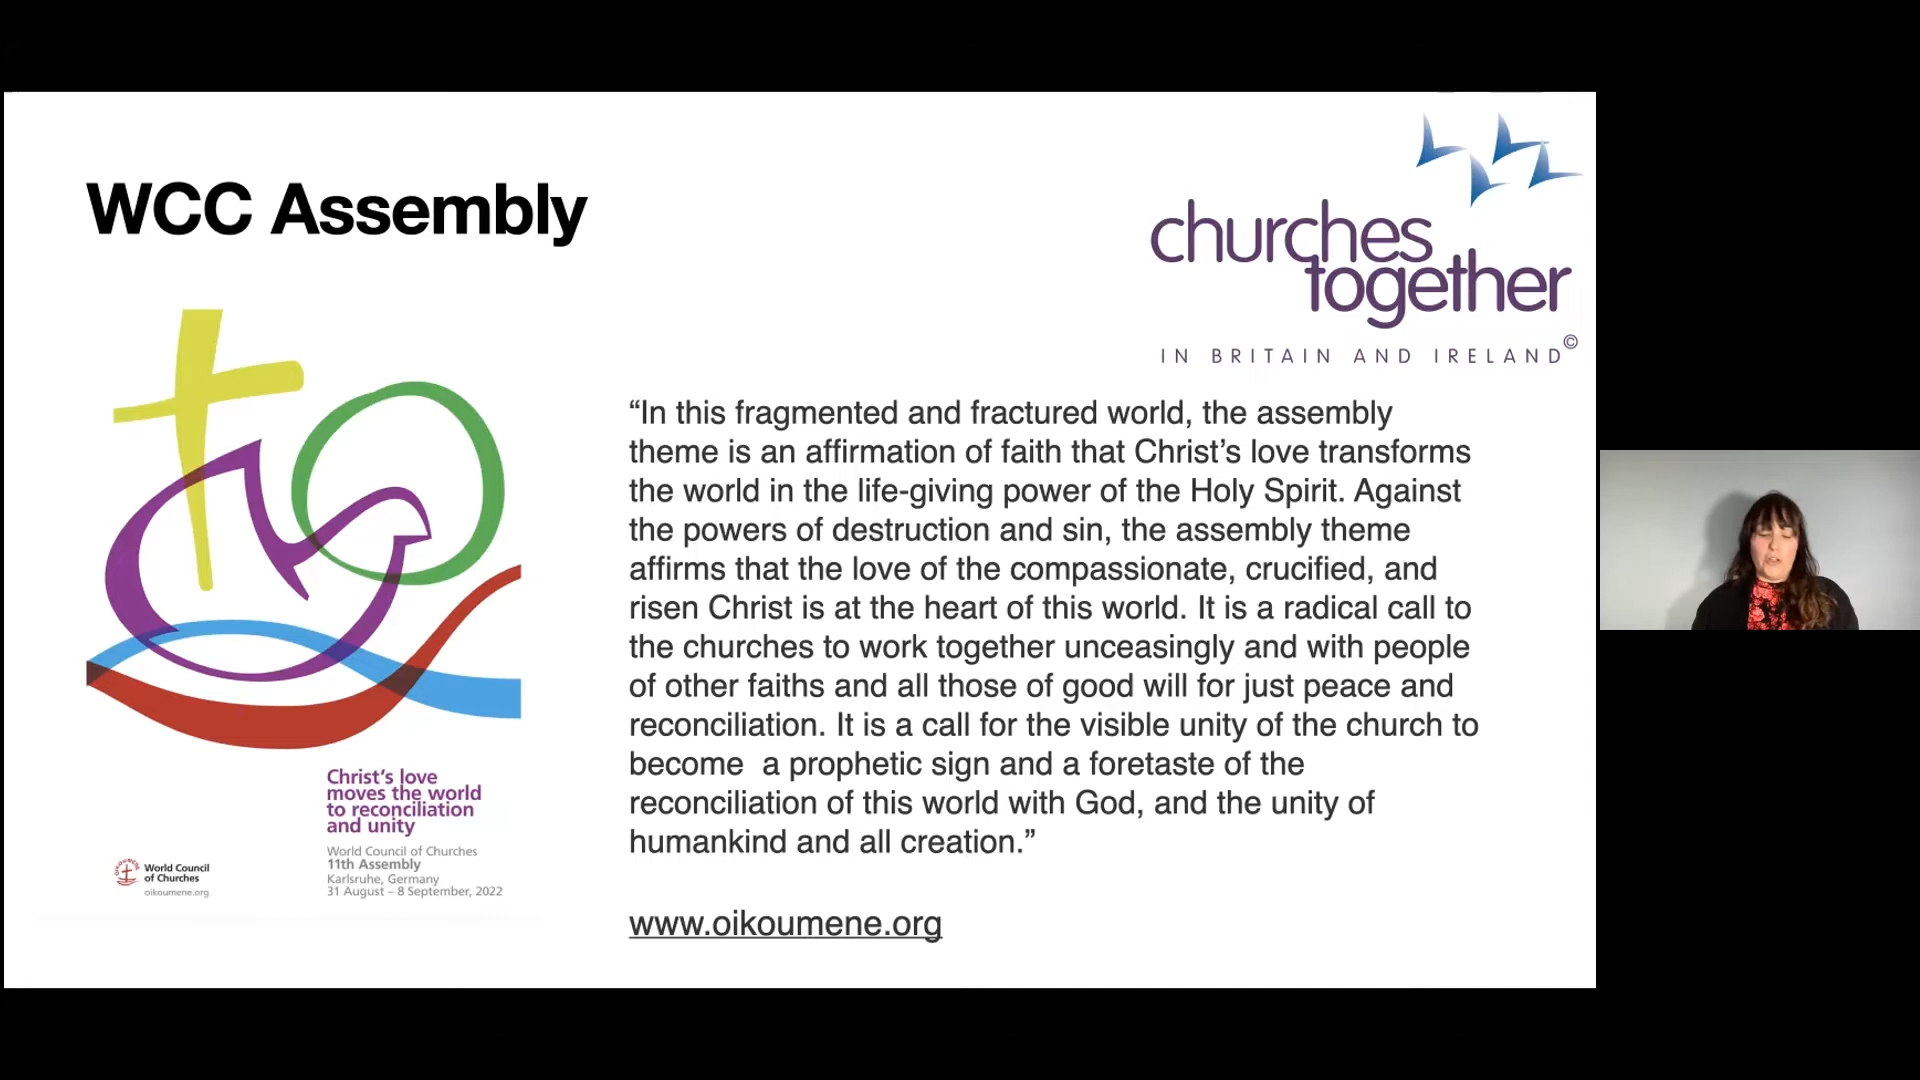 WCC Assembly
churches
together
IN BRITAIN AND IRELAND©
“In this fragmented and fractured world, the assembly
theme is an affirmation of faith that Christ’s love transforms
the world in the life-giving power of the Holy Spirit. Against
the powers of destruction and sin, the assembly theme
affirms that the love of the compassionate, crucified, and
risen Christ is at the heart of this world. It is a radical call to
the churches to work together unceasingly and with people
of other faiths and all those of good will for just peace and
reconciliation. It is a call for the visible unity of the church to
become  a prophetic sign and a foretaste of the
reconciliation of this world with God, and the unity of
humankind and all creation.”
www.oikoumene.org
Christ’s love
moves the world
to reconciliation
and unity
World Council of Churches
11th Assembly
Karlsruhe, Germany
31 August – 8 September, 2022
OIKOUMENE
World Council
of Churches
oikoumene.org